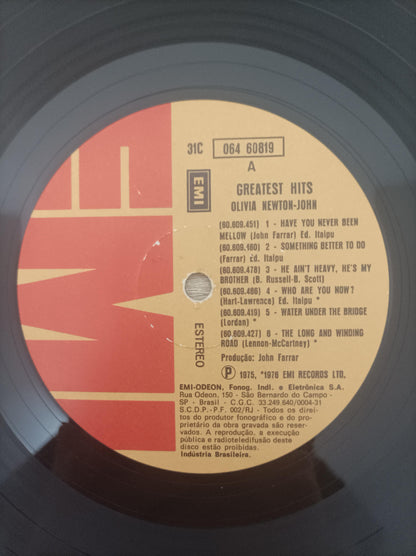 EMI
31C 064 60819
A
EMI
GREATEST HITS
OLIVIA NEWTON-JOHN
(60.609.451) 1 - HAVE YOU NEVER BEEN
MELLOW (John Farrar) Ed. Itaipu
(60.609.180) 2 - SOMETHING BETTER TO DO
(Farrar) Ed. Itaipu
(60.609.478) 3 - HE AIN'T HEAVY, HE'S MY
BROTHER (B. Russell-B. Scott)
(60.609.486) 4 - WHO ARE YOU NOW?
(Hart-Lawrence) Ed. Itaipu *
(60.609.419) 5 - WATER UNDER THE BRIDGE
(Lordan) *
(60.609.427) 6 - THE LONG AND WINDING
ROAD (Lennon-McCartney) *
ESTEREO
Produção: John Farrar
Ⓟ 1975, *1976 EMI RECORDS LTD.
EMI-ODEON, Fonog. Indl. e Eletrônica S.A.
Rua Odeon, 150 - São Bernardo do Campo -
SP - Brasil - C.G.C. 33.249.640/0004-31
S.C.D.P.-P.F. 002/RJ - Todos os direi-
tos do produtor fonográfico e do pro-
prietário da obra gravada são reser-
vados. A reprodução, a execução
pública e radioteledifusão deste
disco estão proibidas.
Indústria Brasileira.